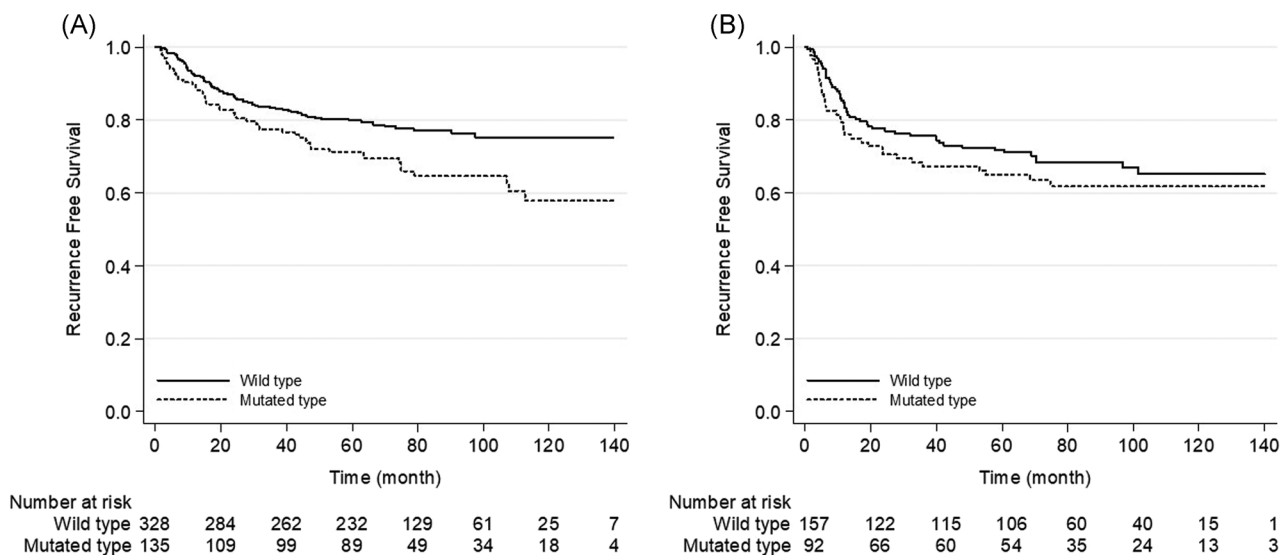 (A)
Recurrence Free Survival
1.0
0.8
0.6
0.4
0.2
0.0
Wild type
Mutated type
0 20 40 60 80 100 120 140
Time (month)
Number at risk
Wild type 328 284 262 232 129 61 25 7
Mutated type 135 109 99 89 49 34 18 4
(B)
Recurrence Free Survival
1.0
0.8
0.6
0.4
0.2
0.0
Wild type
Mutated type
0 20 40 60 80 100 120 140
Time (month)
Number at risk
Wild type 157 122 115 106 60 40 15 1
Mutated type 92 66 60 54 35 24 13 3